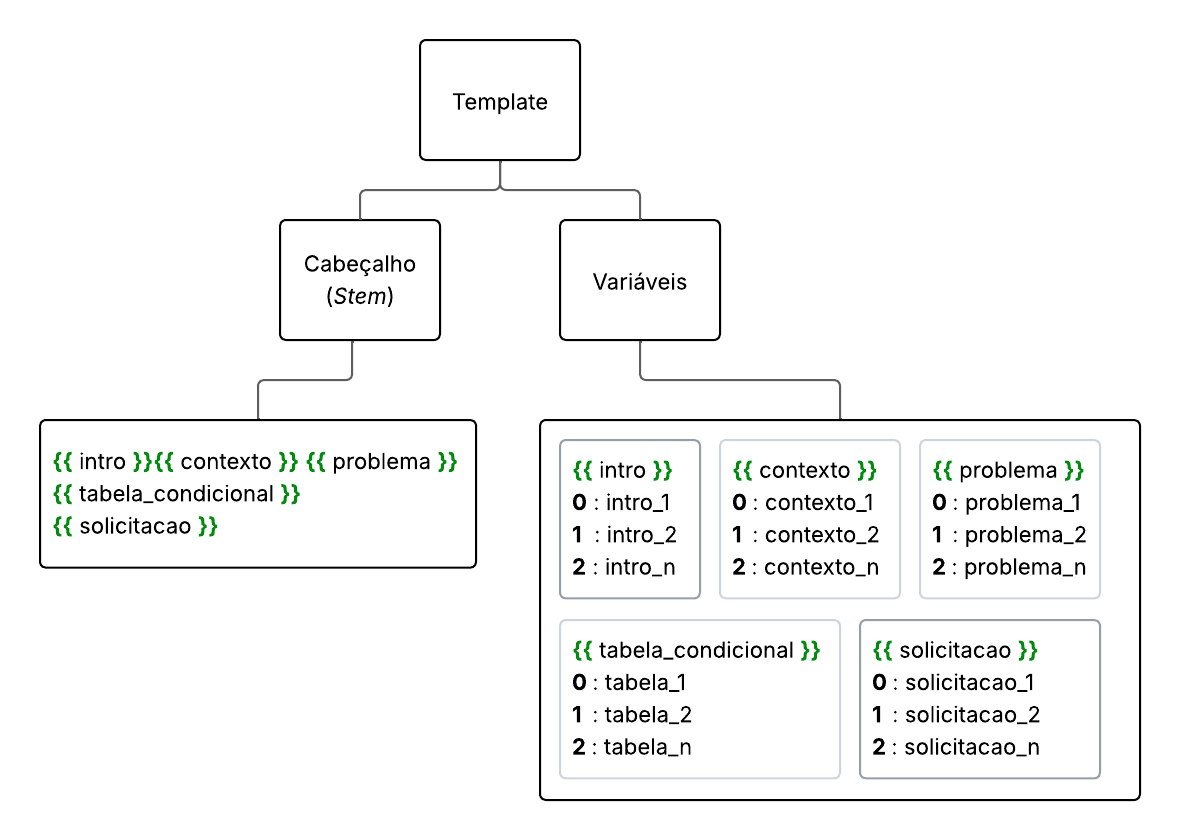 Template
Cabeçalho
(Stem)
Variáveis
{{ intro }}{{ contexto }} {{ problema }}
{{ tabela_condicional }}
{{ solicitacao }}
{{ intro }}
0 : intro_1
1 : intro_2
2 : intro_n
{{ contexto }}
0 : contexto_1
1 : contexto_2
2 : contexto_n
{{ problema }}
0 : problema_1
1 : problema_2
2 : problema_n
{{ tabela_condicional }}
0 : tabela_1
1 : tabela_2
2 : tabela_n
{{ solicitacao }}
0 : solicitacao_1
1 : solicitacao_2
2 : solicitacao_n